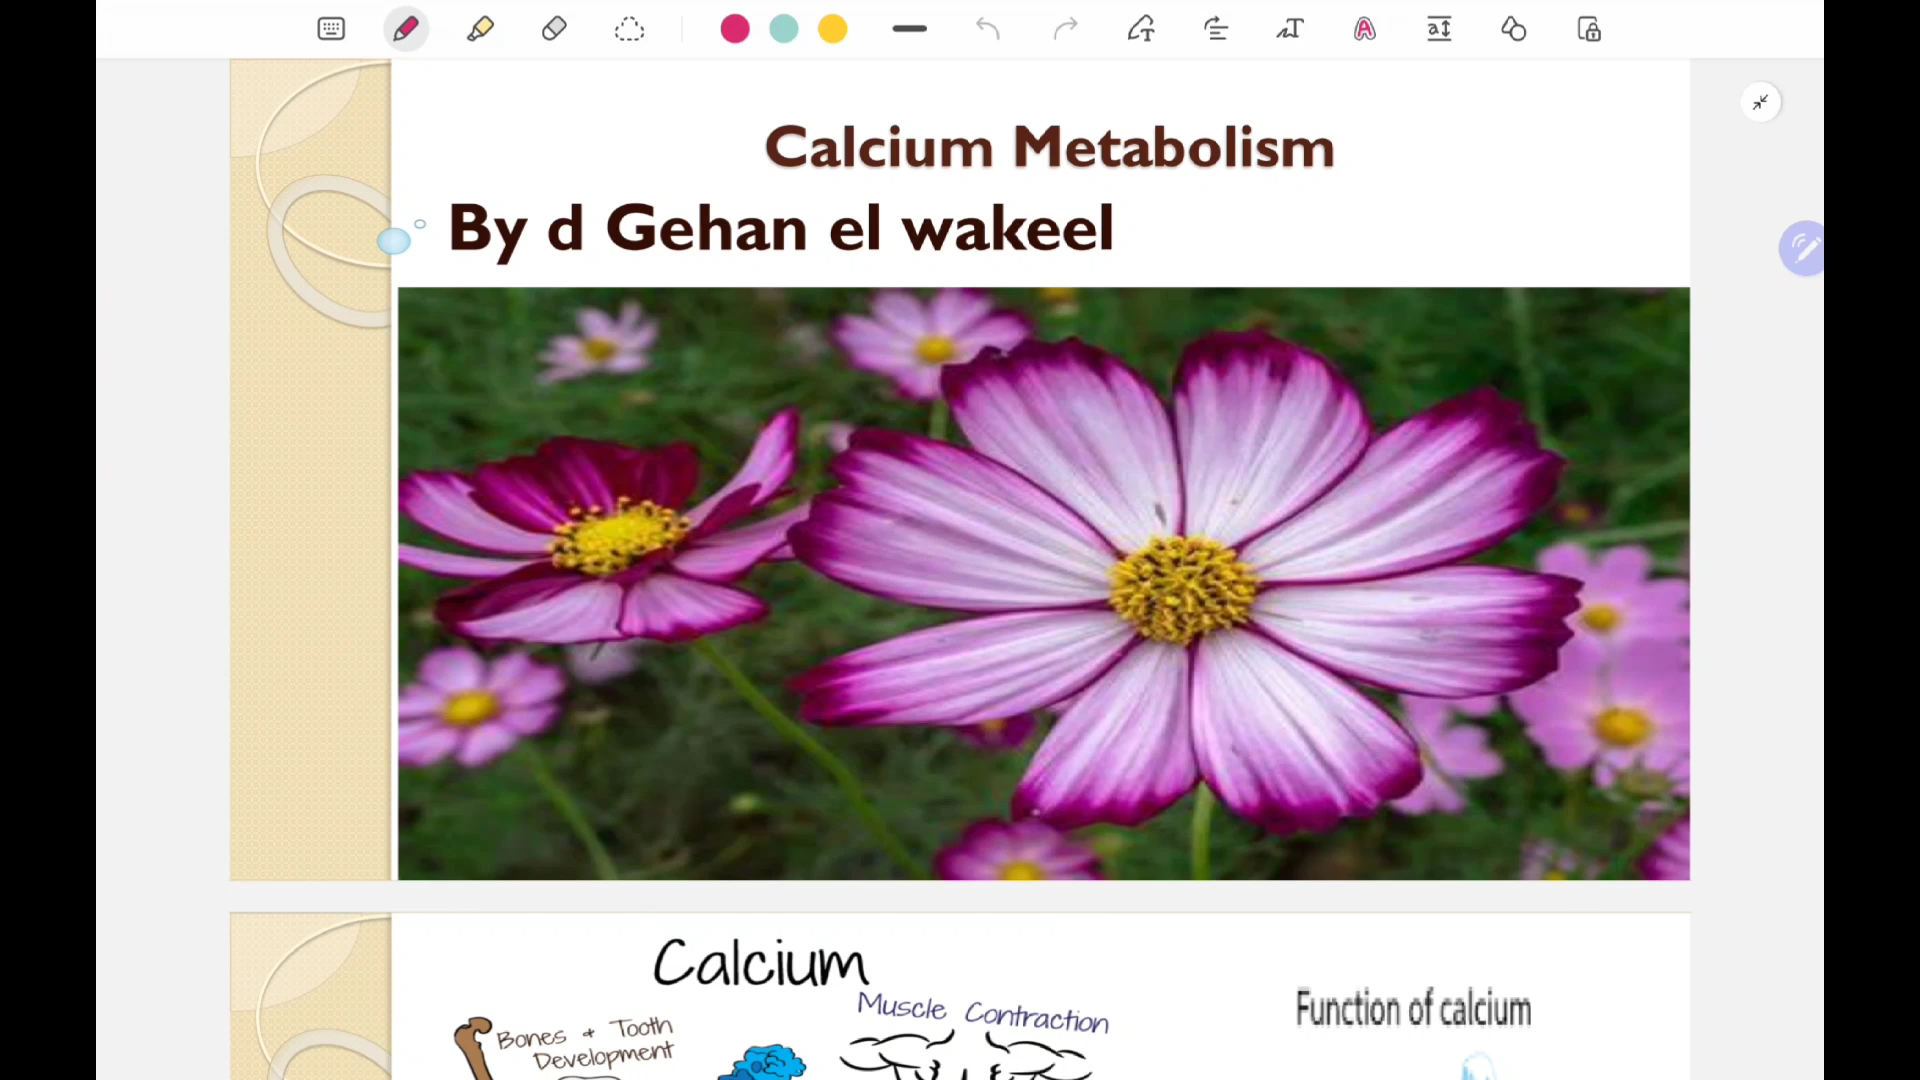 Calcium Metabolism
By d Gehan el wakeel
Calcium
Muscle Contraction
Function of calcium
Bones + Tooth
Development